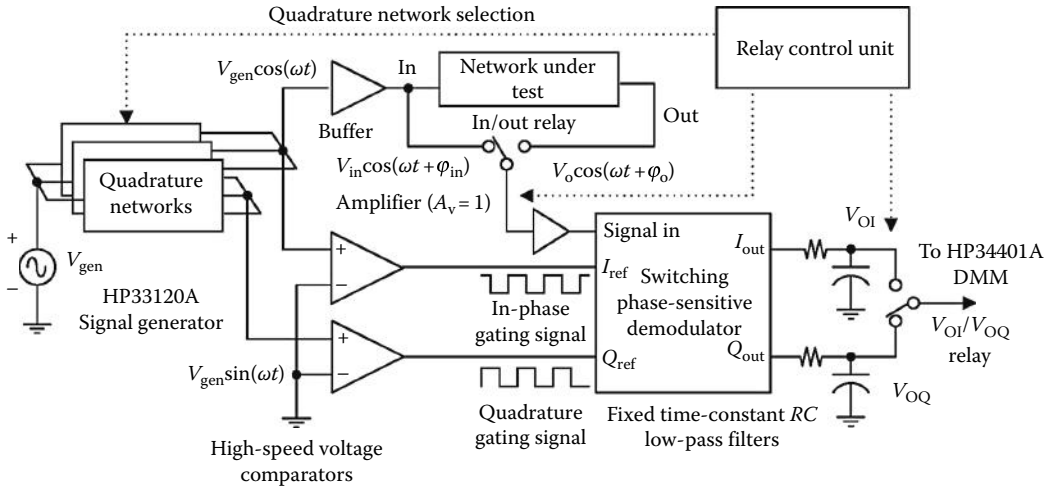 Quadrature network selection
Relay control unit
V_gen cos(ωt)
In
Network under
test
Buffer
In/out relay
Out
V_in cos(ωt + φ_in)
V_o cos(ωt + φ_o)
Quadrature
networks
Amplifier (A_v = 1)
+
V_gen
−
HP33120A
Signal generator
+
−
Signal in
I_ref
Switching
phase-sensitive
demodulator
I_out
Q_ref
Q_out
V_OI
To HP34401A
DMM
V_OI/V_OQ
relay
In-phase
gating signal
+
−
V_gen sin(ωt)
Quadrature
gating signal
V_OQ
Fixed time-constant RC
low-pass filters
High-speed voltage
comparators